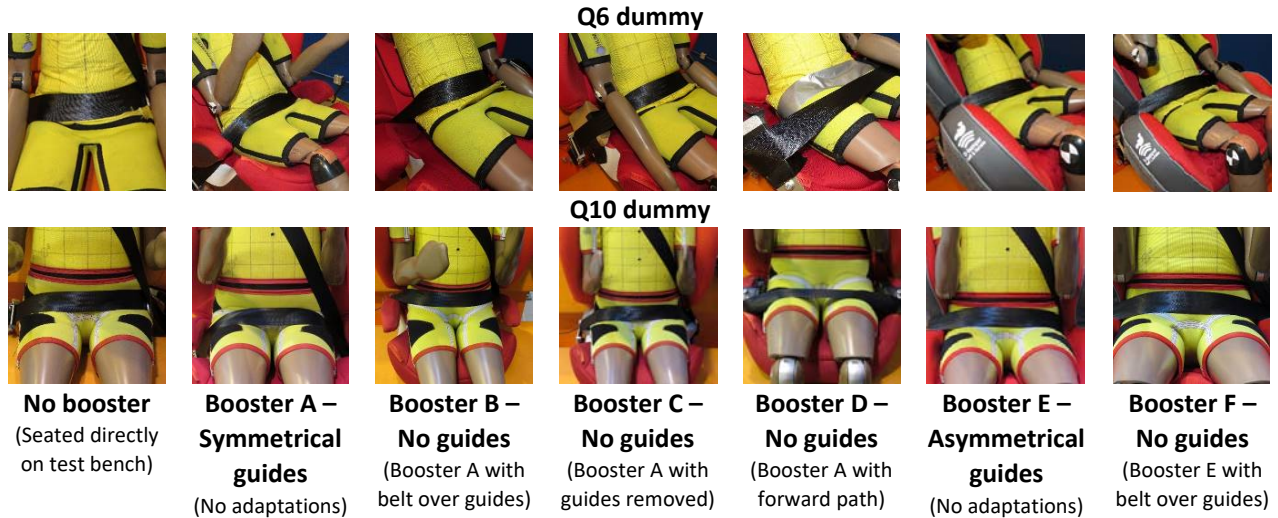 Q6 dummy
Q10 dummy
No booster
(Seated directly
on test bench)
Booster A –
Symmetrical
guides
(No adaptations)
Booster B –
No guides
(Booster A with
belt over guides)
Booster C –
No guides
(Booster A with
guides removed)
Booster D –
No guides
(Booster A with
forward path)
Booster E –
Asymmetrical
guides
(No adaptations)
Booster F –
No guides
(Booster E with
belt over guides)